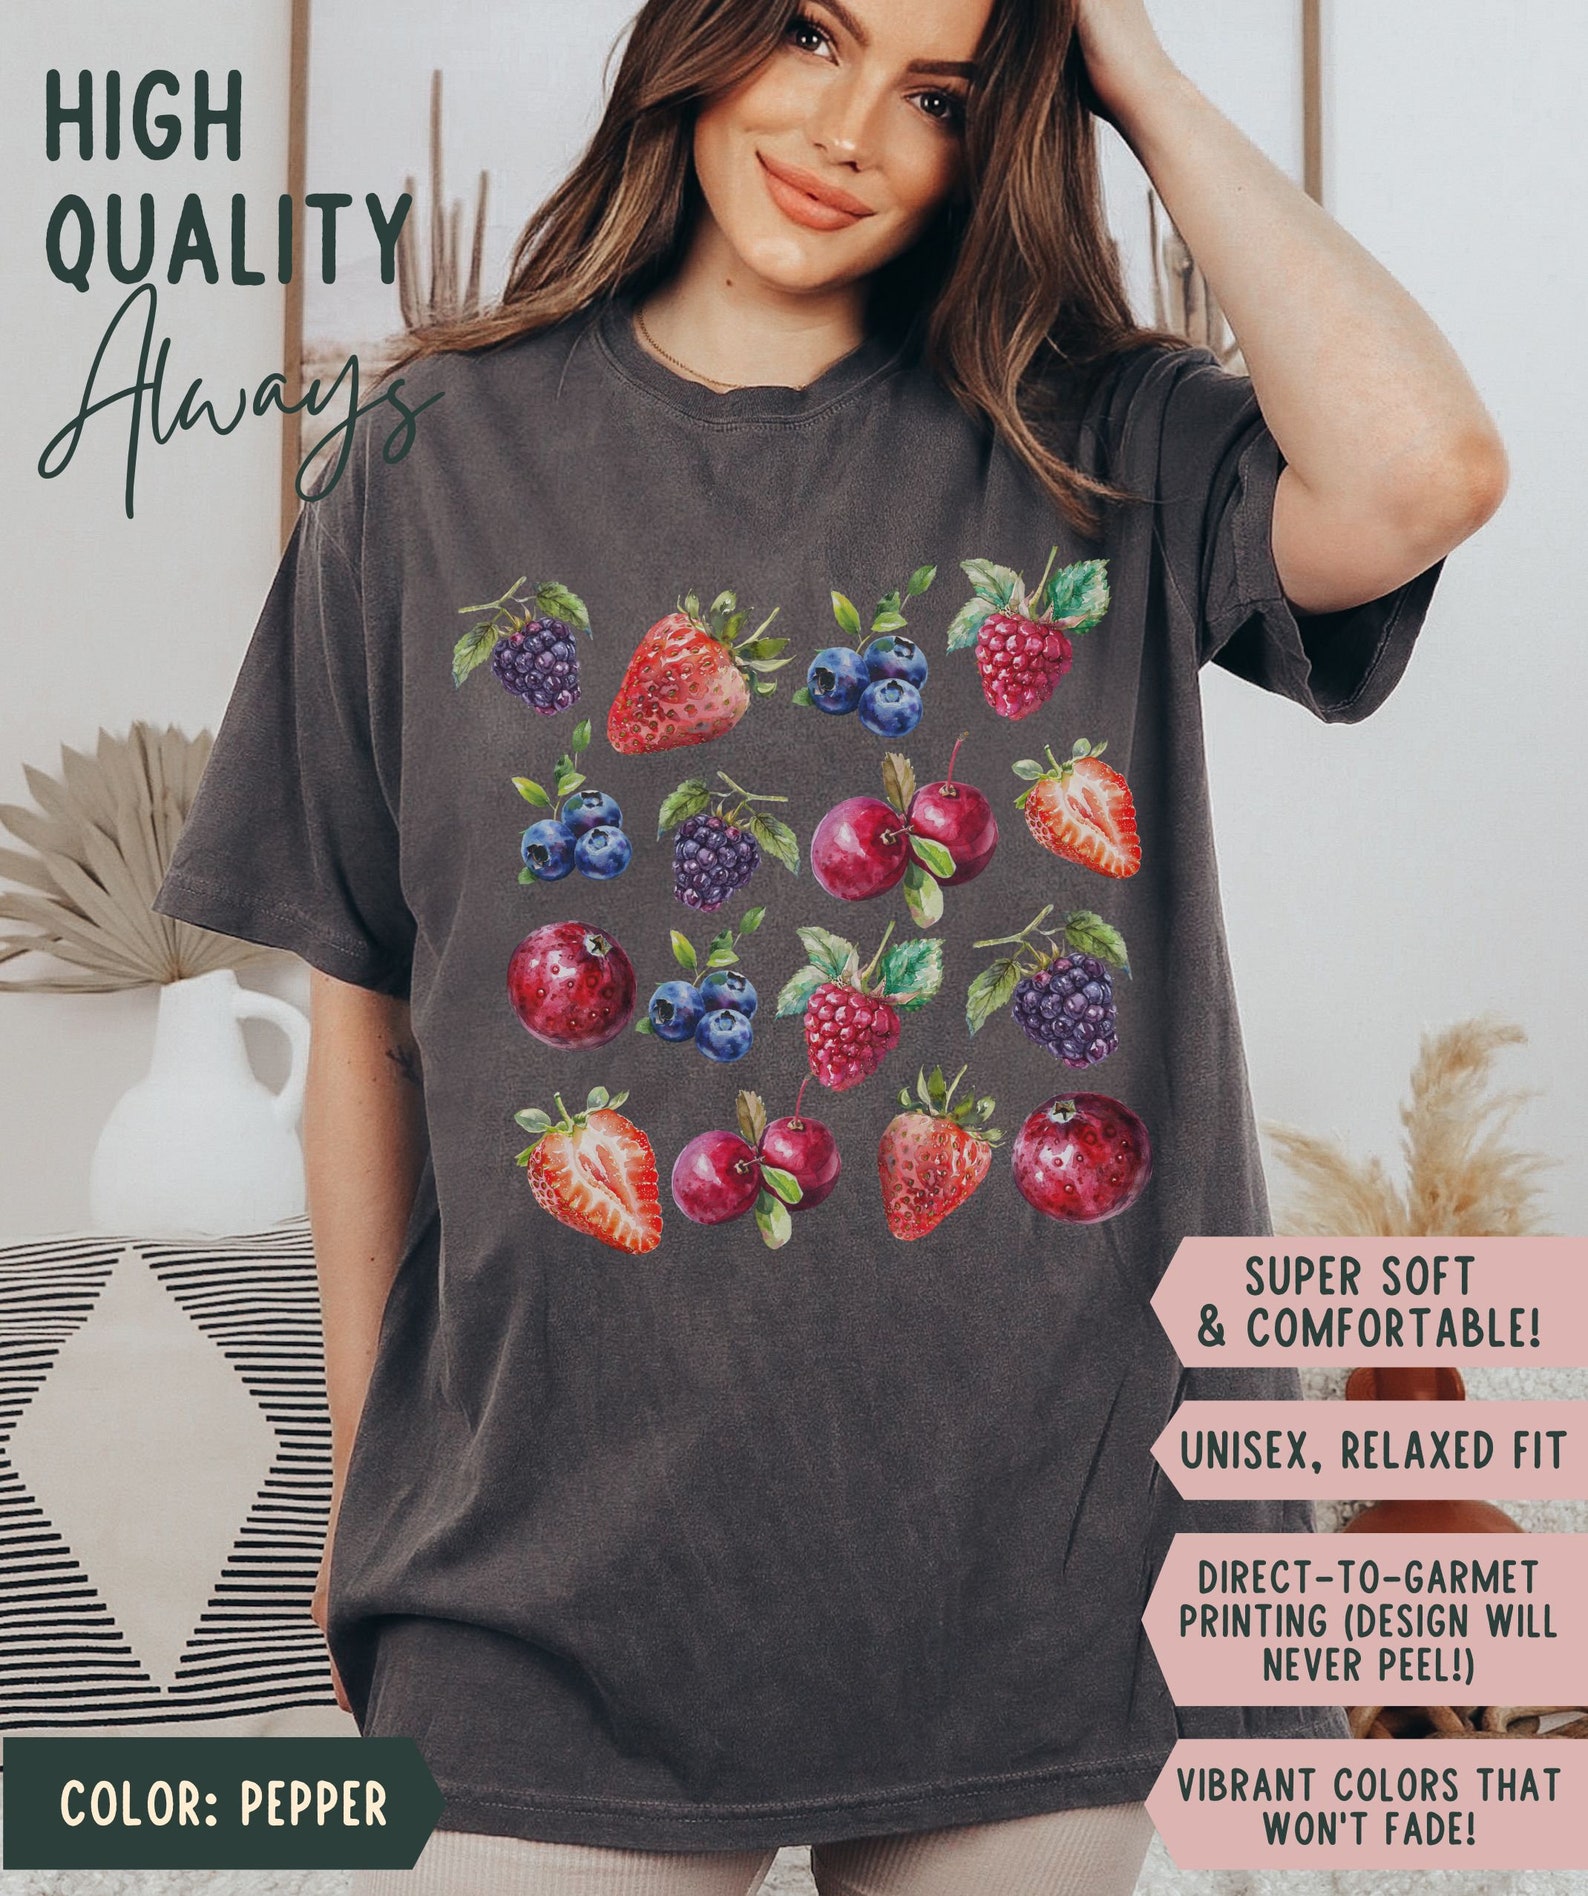 HIGH
QUALITY
Always
SUPER SOFT
& COMFORTABLE!
UNISEX, RELAXED FIT
DIRECT-TO-GARMET
PRINTING (DESIGN WILL
NEVER PEEL!)
COLOR: PEPPER
VIBRANT COLORS THAT
WON'T FADE!